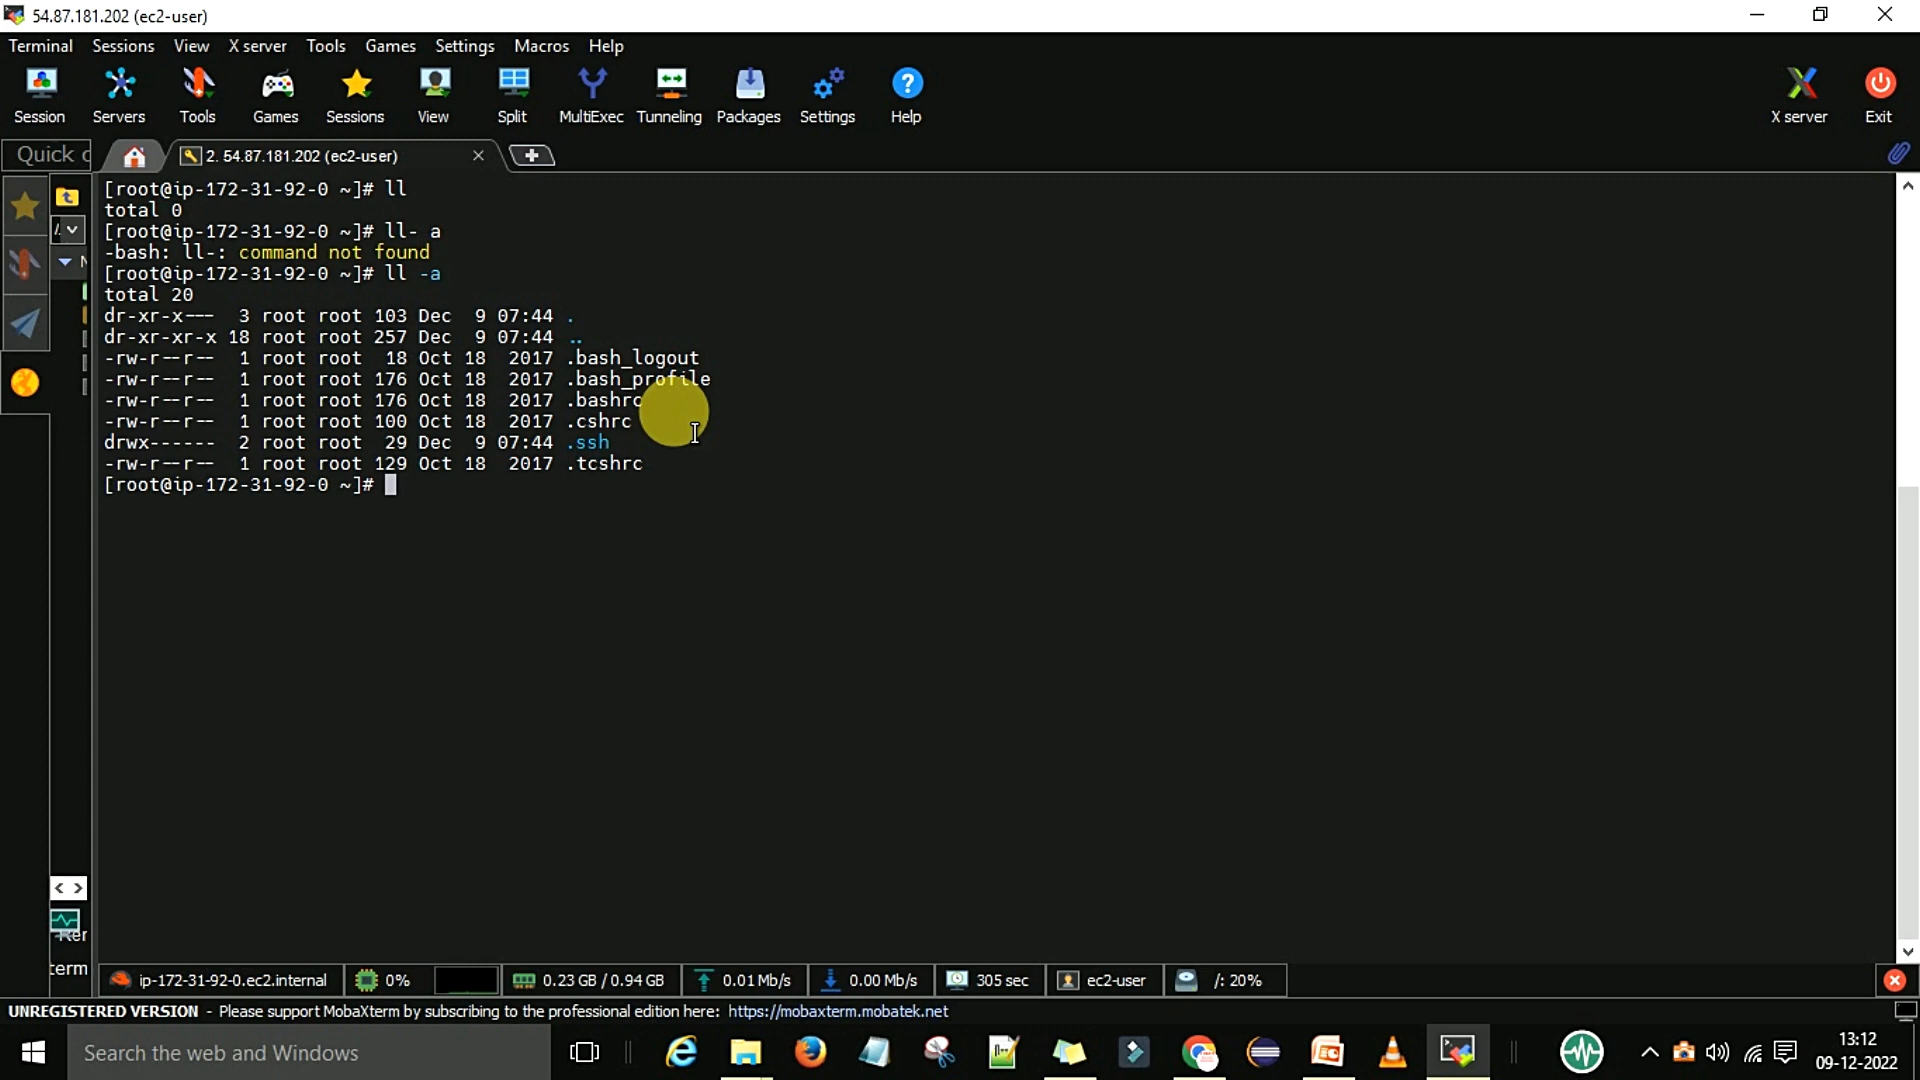 54.87.181.202 (ec2-user)
Terminal Sessions View X server Tools Games Settings Macros Help
Session Servers Tools Games Sessions View Split MultiExec Tunneling Packages Settings Help X server Exit
Quick c 2. 54.87.181.202 (ec2-user)
[root@ip-172-31-92-0 ~]# ll
total 0
[root@ip-172-31-92-0 ~]# ll- a
-bash: ll-: command not found
[root@ip-172-31-92-0 ~]# ll -a
total 20
dr-xr-x--- 3 root root 103 Dec 9 07:44 .
dr-xr-xr-x 18 root root 257 Dec 9 07:44 ..
-rw-r--r-- 1 root root 18 Oct 18 2017 .bash_logout
-rw-r--r-- 1 root root 176 Oct 18 2017 .bash_profile
-rw-r--r-- 1 root root 176 Oct 18 2017 .bashrc
-rw-r--r-- 1 root root 100 Oct 18 2017 .cshrc
drwx------ 2 root root 29 Dec 9 07:44 .ssh
-rw-r--r-- 1 root root 129 Oct 18 2017 .tcshrc
[root@ip-172-31-92-0 ~]#
term
ip-172-31-92-0.ec2.internal 0% 0.23 GB / 0.94 GB 0.01 Mb/s 0.00 Mb/s 305 sec ec2-user /: 20%
UNREGISTERED VERSION - Please support MobaXterm by subscribing to the professional edition here: https://mobaxterm.mobatek.net
Search the web and Windows
13:12
09-12-2022